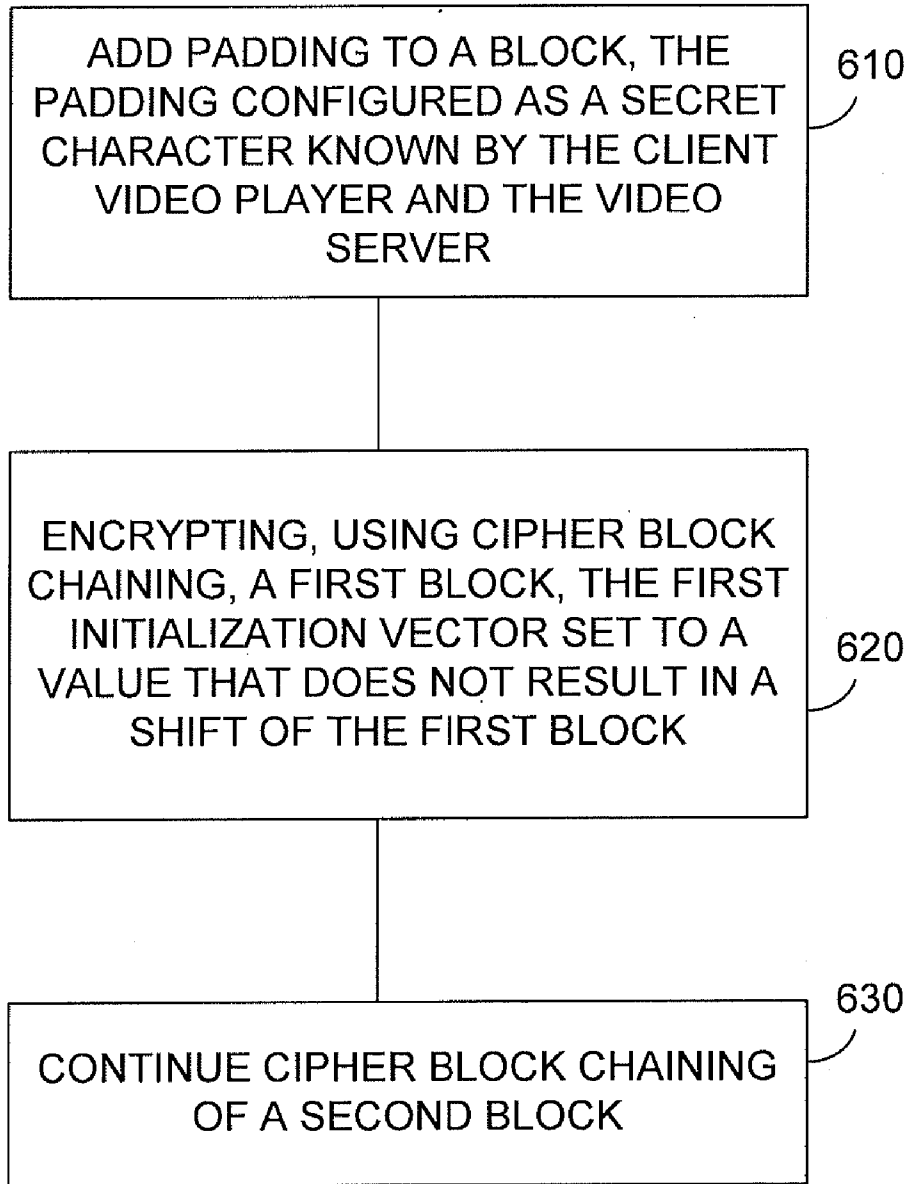 ADD PADDING TO A BLOCK, THE
PADDING CONFIGURED AS A SECRET
CHARACTER KNOWN BY THE CLIENT
VIDEO PLAYER AND THE VIDEO
SERVER
610
ENCRYPTING, USING CIPHER BLOCK
CHAINING, A FIRST BLOCK, THE FIRST
INITIALIZATION VECTOR SET TO A
VALUE THAT DOES NOT RESULT IN A
SHIFT OF THE FIRST BLOCK
620
CONTINUE CIPHER BLOCK CHAINING
OF A SECOND BLOCK
630